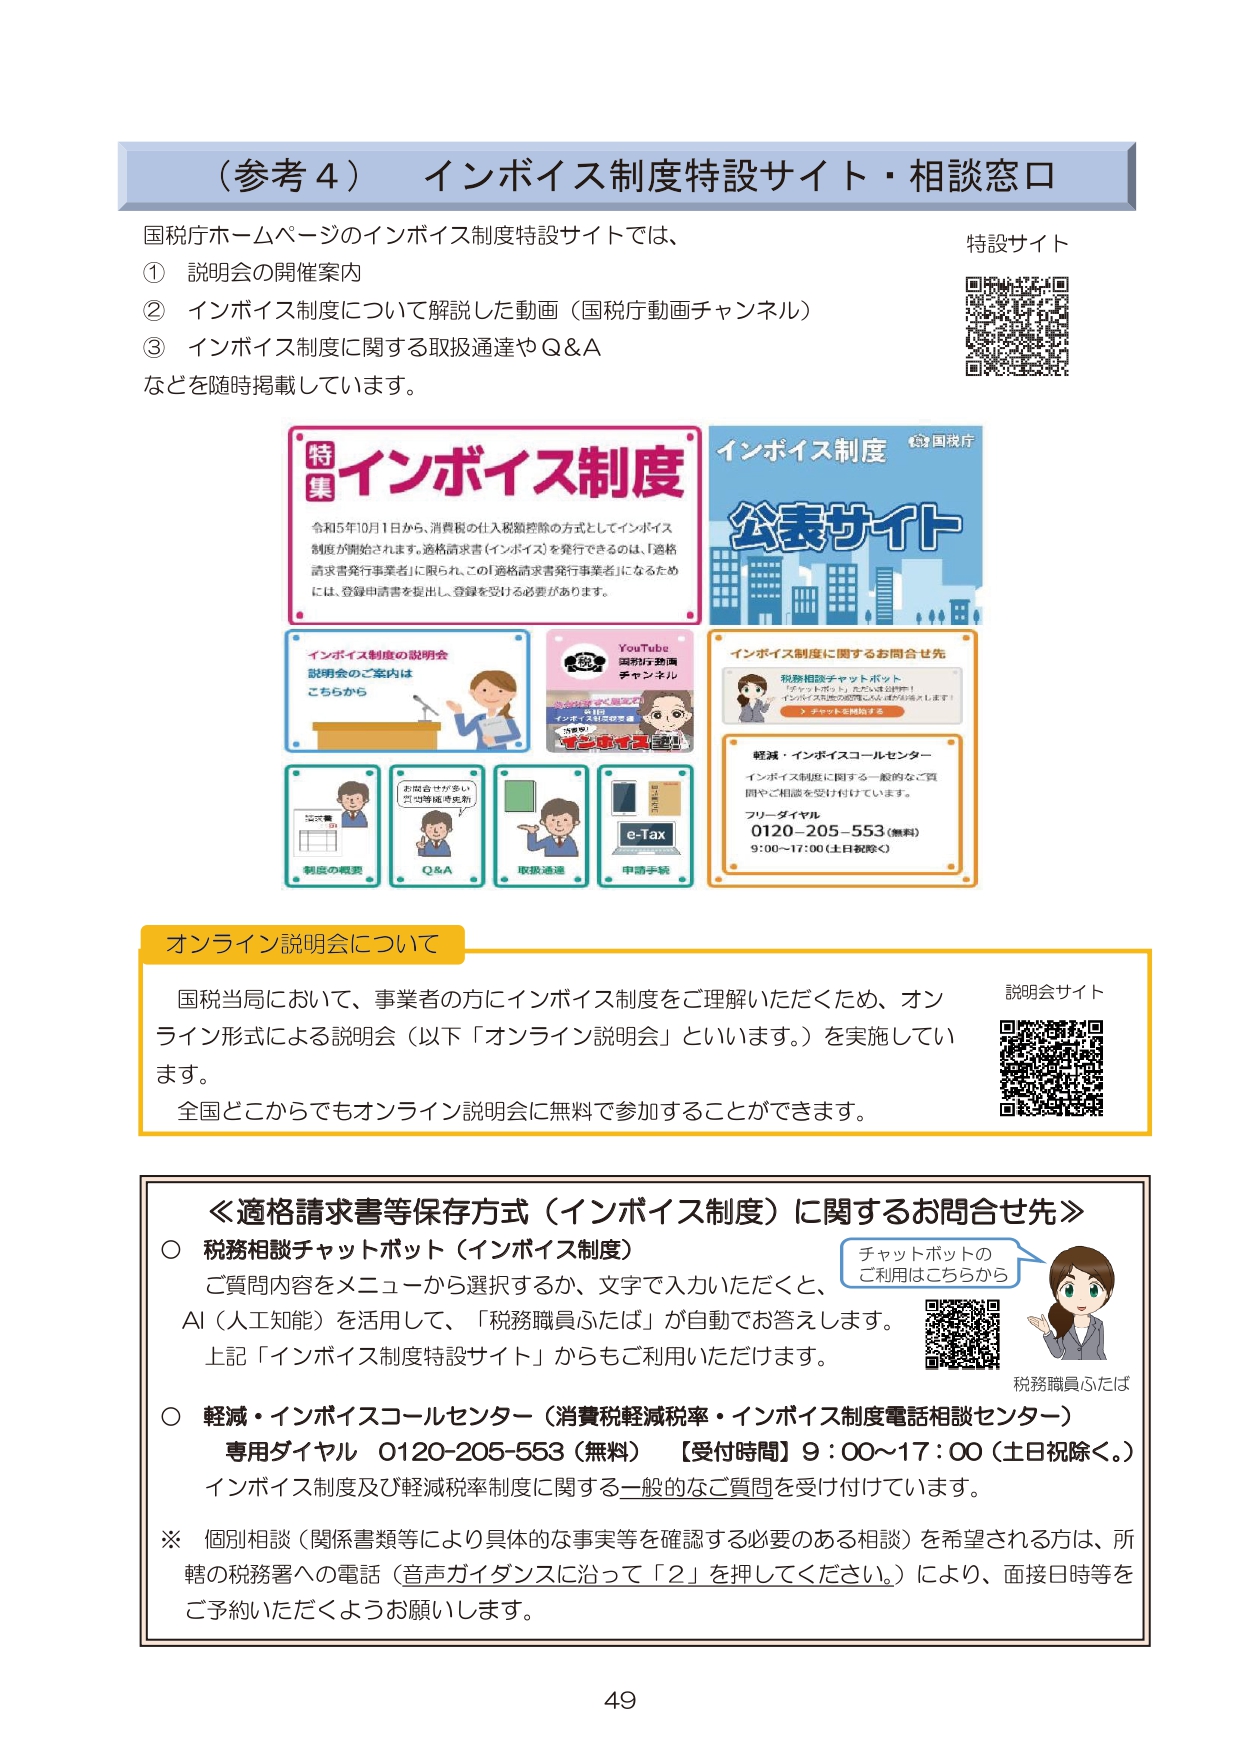 （参考４）　インボイス制度特設サイト・相談窓口
国税庁ホームページのインボイス制度特設サイトでは、
①　説明会の開催案内
②　インボイス制度について解説した動画（国税庁動画チャンネル）
③　インボイス制度に関する取扱通達やＱ＆Ａ
などを随時掲載しています。
特設サイト
特集
インボイス制度
令和5年10月1日から、消費税の仕入税額控除の方式としてインボイス
制度が開始されます。適格請求書（インボイス）を発行できるのは、「適格
請求書発行事業者」に限られ、この「適格請求書発行事業者」になるため
には、登録申請書を提出し、登録を受ける必要があります。
インボイス制度
国税庁
公表サイト
インボイス制度の説明会
説明会のご案内は
こちらから
税
YouTube
国税庁動画
チャンネル
インボイス塾！
インボイス制度に関するお問合せ先
税務相談チャットボット
> チャットを開始する
軽減・インボイスコールセンター
インボイス制度に関する一般的なご質
問やご相談を受け付けています。
フリーダイヤル
0120−205−553（無料）
9:00〜17:00（土日祝除く）
請求書
制度の概要
お問合せが多い
質問等随時更新
Q&A
取扱通達
e-Tax
申請手続
オンライン説明会について
国税当局において、事業者の方にインボイス制度をご理解いただくため、オン
ライン形式による説明会（以下「オンライン説明会」といいます。）を実施してい
ます。
全国どこからでもオンライン説明会に無料で参加することができます。
説明会サイト
≪適格請求書等保存方式（インボイス制度）に関するお問合せ先≫
○　税務相談チャットボット（インボイス制度）
ご質問内容をメニューから選択するか、文字で入力いただくと、
AI（人工知能）を活用して、「税務職員ふたば」が自動でお答えします。
上記「インボイス制度特設サイト」からもご利用いただけます。
チャットボットの
ご利用はこちらから
税務職員ふたば
○　軽減・インボイスコールセンター（消費税軽減税率・インボイス制度電話相談センター）
専用ダイヤル　0120-205-553（無料）　【受付時間】9：00〜17：00（土日祝除く。）
インボイス制度及び軽減税率制度に関する一般的なご質問を受け付けています。
※　個別相談（関係書類等により具体的な事実等を確認する必要のある相談）を希望される方は、所
轄の税務署への電話（音声ガイダンスに沿って「２」を押してください。）により、面接日時等を
ご予約いただくようお願いします。
49